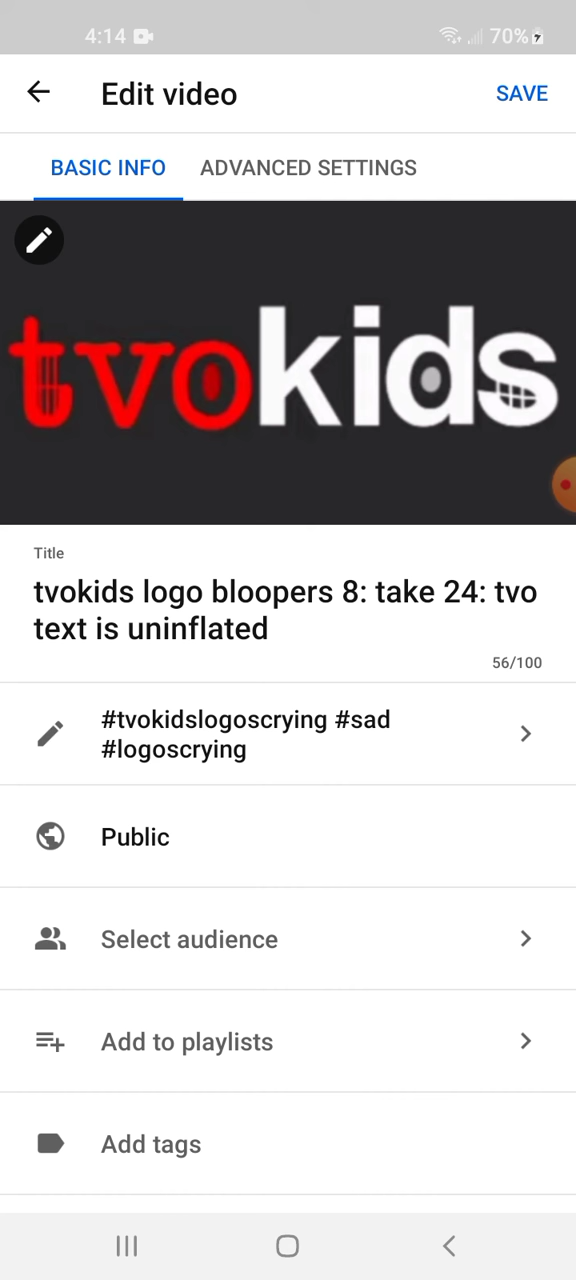 4:14
70%
Edit video
SAVE
BASIC INFO
ADVANCED SETTINGS
tvokids
Title
tvokids logo bloopers 8: take 24: tvo
text is uninflated
56/100
#tvokidslogoscrying #sad
#logoscrying
Public
Select audience
Add to playlists
Add tags